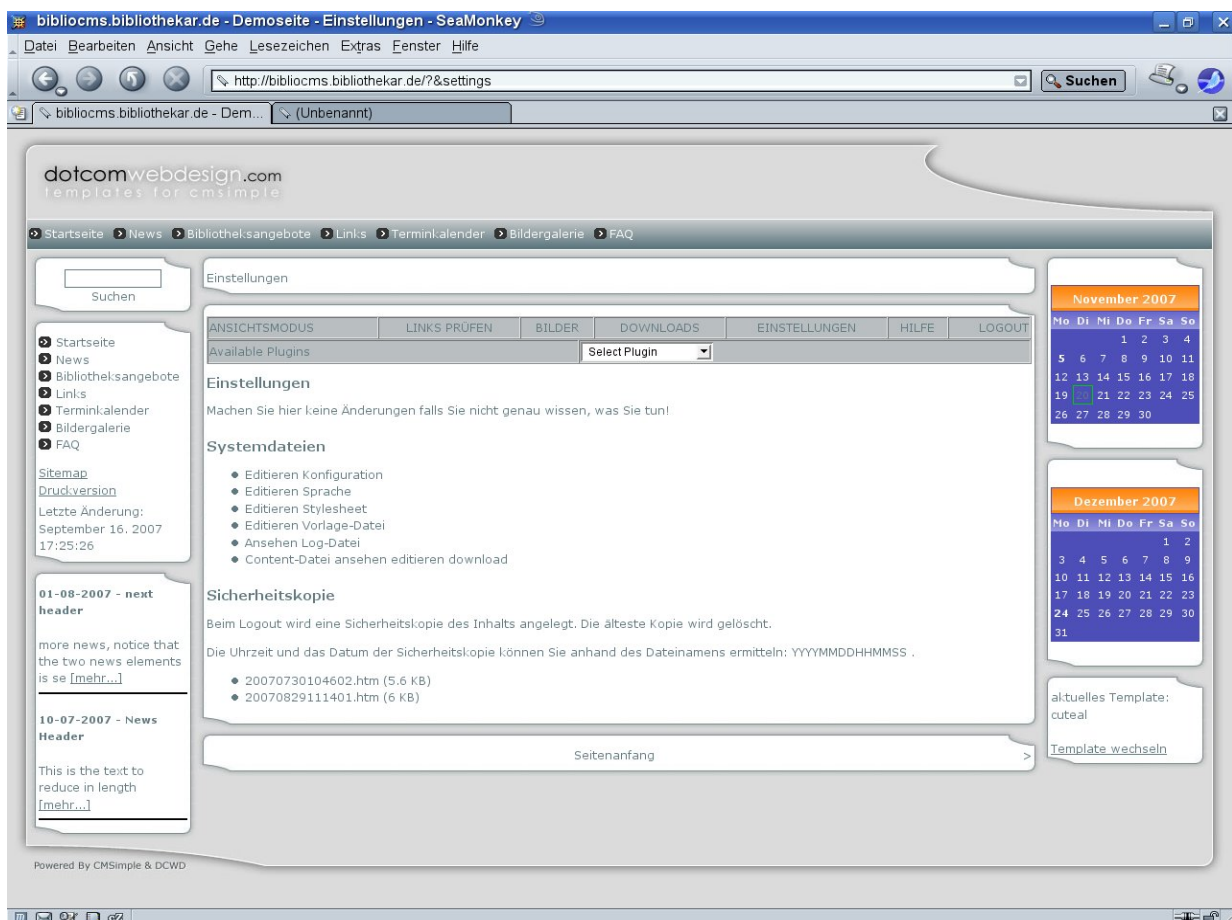 bibliocms.bibliothekar.de - Demoseite - Einstellungen - SeaMonkey
Datei Bearbeiten Ansicht Gehe Lesezeichen Extras Fenster Hilfe
http://bibliocms.bibliothekar.de/?&settings
Suchen
bibliocms.bibliothekar.de - Dem...
(Unbenannt)
dotcomwebdesign.com
templates for cmsimple
Startseite News Bibliotheksangebote Links Terminkalender Bildergalerie FAQ
Suchen
Startseite
News
Bibliotheksangebote
Links
Terminkalender
Bildergalerie
FAQ
Sitemap
Druckversion
Letzte Änderung:
September 16. 2007
17:25:26
01-08-2007 - next
header
more news, notice that
the two news elements
is se [mehr...]
10-07-2007 - News
Header
This is the text to
reduce in length
[mehr...]
Einstellungen
ANSICHTSMODUS LINKS PRÜFEN BILDER DOWNLOADS EINSTELLUNGEN HILFE LOGOUT
Available Plugins Select Plugin
Einstellungen
Machen Sie hier keine Änderungen falls Sie nicht genau wissen, was Sie tun!
Systemdateien
Editieren Konfiguration
Editieren Sprache
Editieren Stylesheet
Editieren Vorlage-Datei
Ansehen Log-Datei
Content-Datei ansehen editieren download
Sicherheitskopie
Beim Logout wird eine Sicherheitskopie des Inhalts angelegt. Die älteste Kopie wird gelöscht.
Die Uhrzeit und das Datum der Sicherheitskopie können Sie anhand des Dateinamens ermitteln: YYYYMMDDHHMMSS .
20070730104602.htm (5.6 KB)
20070829111401.htm (6 KB)
Seitenanfang >
November 2007
Mo Di Mi Do Fr Sa So
1 2 3 4
5 6 7 8 9 10 11
12 13 14 15 16 17 18
19 20 21 22 23 24 25
26 27 28 29 30
Dezember 2007
Mo Di Mi Do Fr Sa So
1 2
3 4 5 6 7 8 9
10 11 12 13 14 15 16
17 18 19 20 21 22 23
24 25 26 27 28 29 30
31
aktuelles Template:
cuteal
Template wechseln
Powered By CMSimple & DCWD